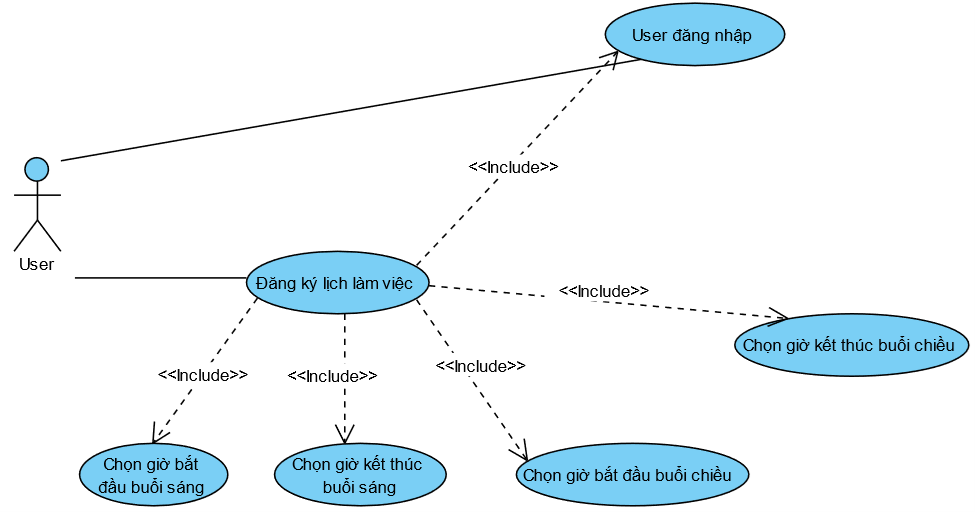 User đăng nhập
<<Include>>
User
Đăng ký lịch làm việc
<<Include>>
Chọn giờ kết thúc buổi chiều
<<Include>>
<<Include>>
<<Include>>
Chọn giờ bắt
đầu buổi sáng
Chọn giờ kết thúc
buổi sáng
Chọn giờ bắt đầu buổi chiều